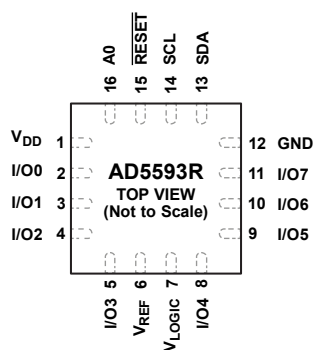 16 A0
15 RESET
14 SCL
13 SDA
VDD 1
I/O0 2
I/O1 3
I/O2 4
AD5593R
TOP VIEW
(Not to Scale)
12 GND
11 I/O7
10 I/O6
9 I/O5
I/O3 5
VREF 6
VLOGIC 7
I/O4 8